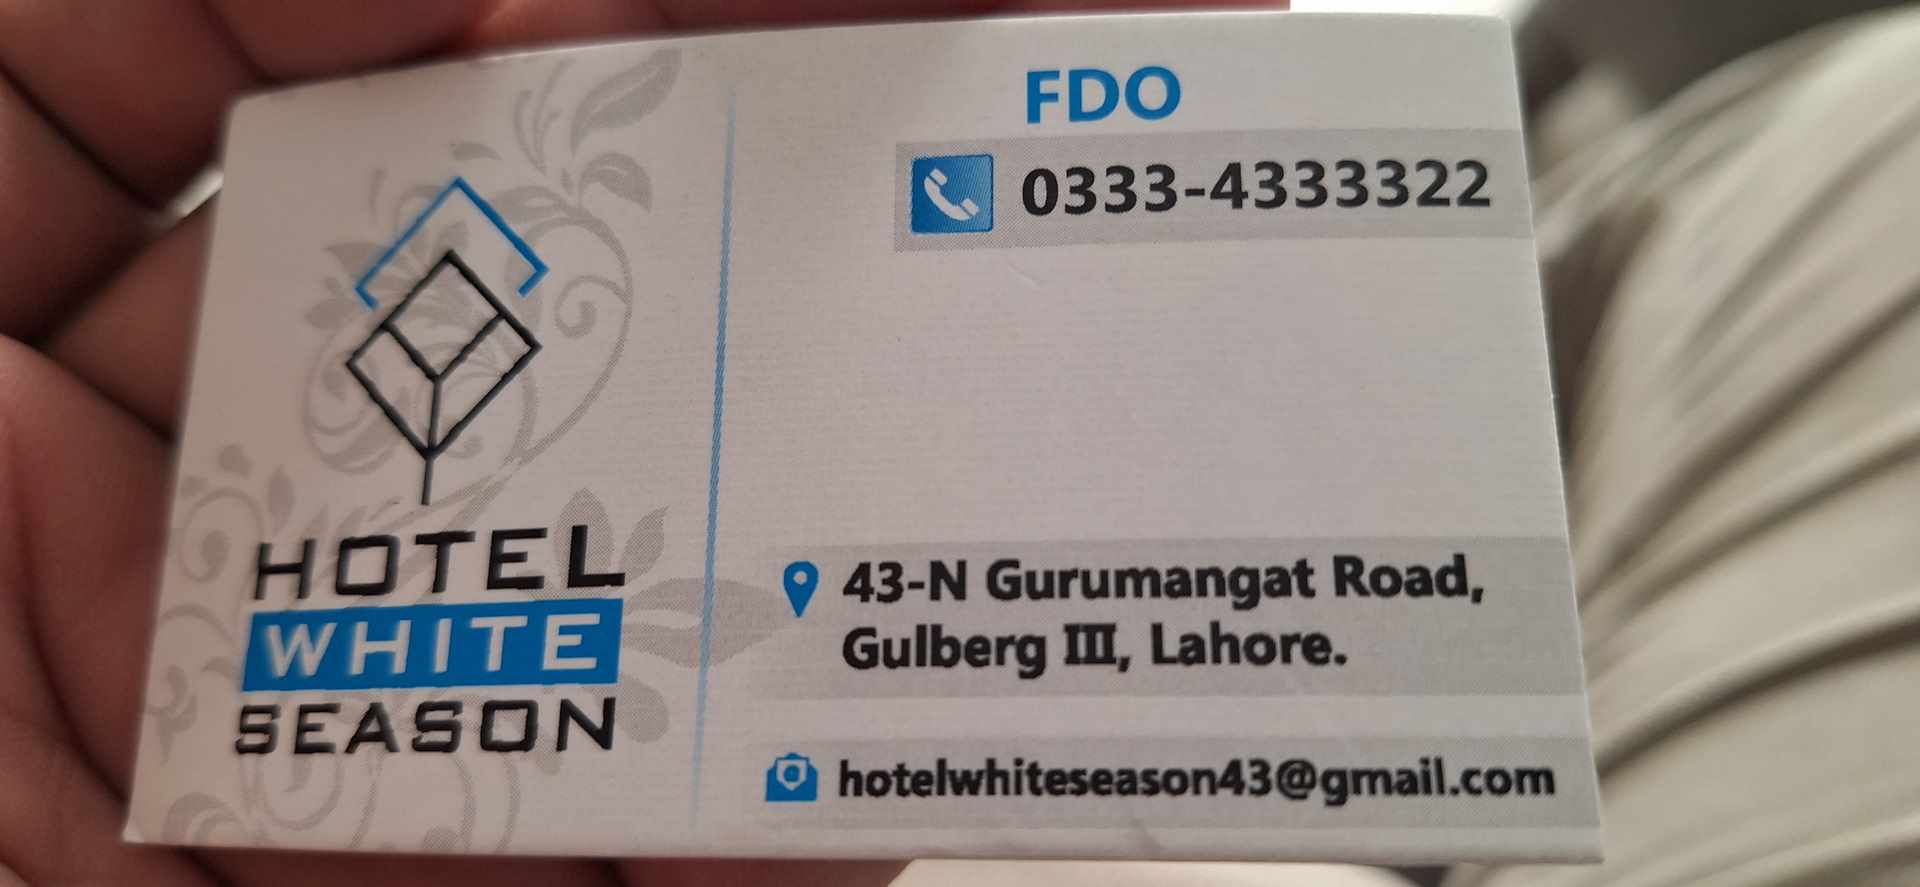 HOTEL
WHITE
SEASON
FDO
0333-4333322
43-N Gurumangat Road,
Gulberg III, Lahore.
hotelwhiteseason43@gmail.com